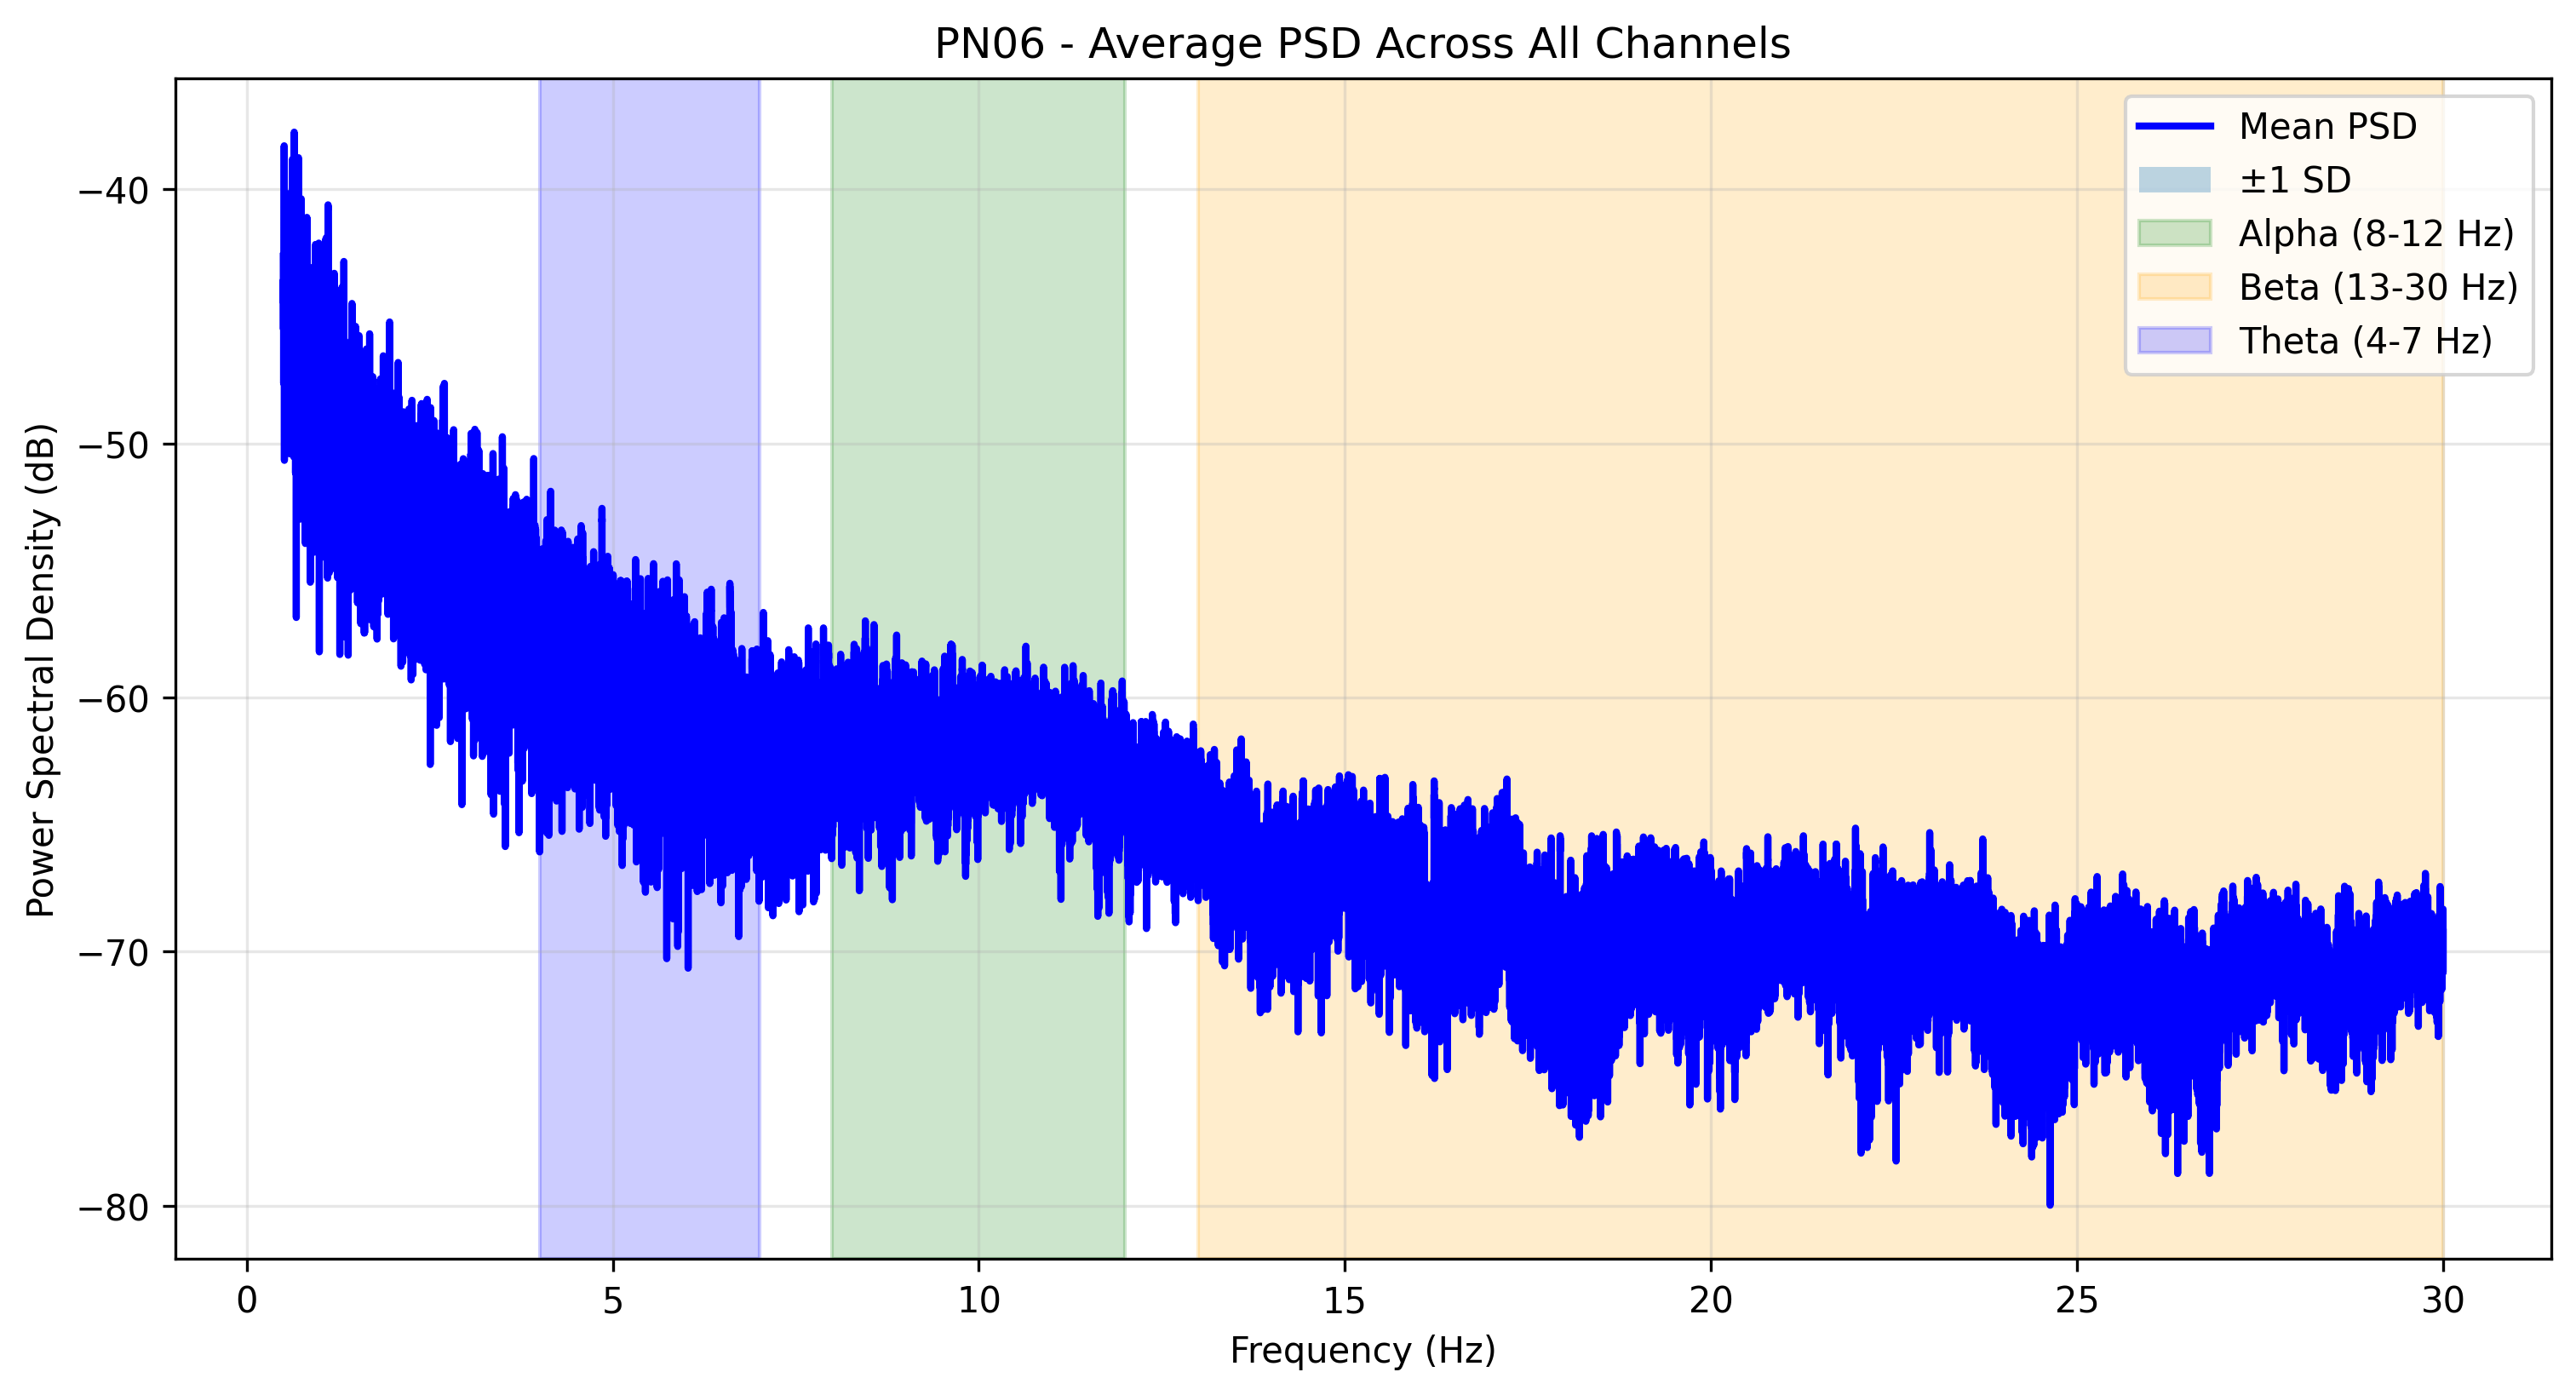 PN06 - Average PSD Across All Channels
Mean PSD
±1 SD
Alpha (8-12 Hz)
Beta (13-30 Hz)
Theta (4-7 Hz)
Power Spectral Density (dB)
−40
−50
−60
−70
−80
0 5 10 15 20 25 30
Frequency (Hz)